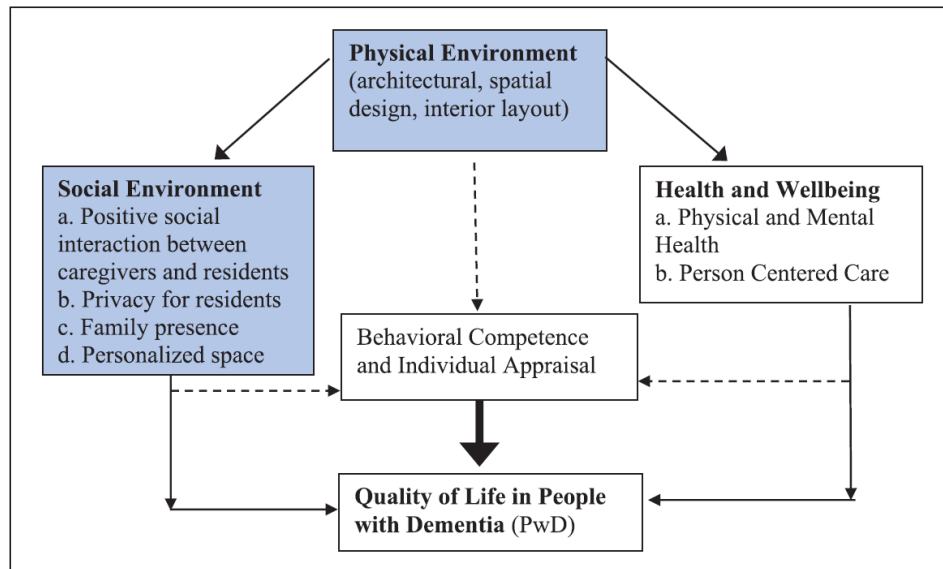 Physical Environment
(architectural, spatial
design, interior layout)
Social Environment
a. Positive social
interaction between
caregivers and residents
b. Privacy for residents
c. Family presence
d. Personalized space
Health and Wellbeing
a. Physical and Mental
Health
b. Person Centered Care
Behavioral Competence
and Individual Appraisal
Quality of Life in People
with Dementia (PwD)